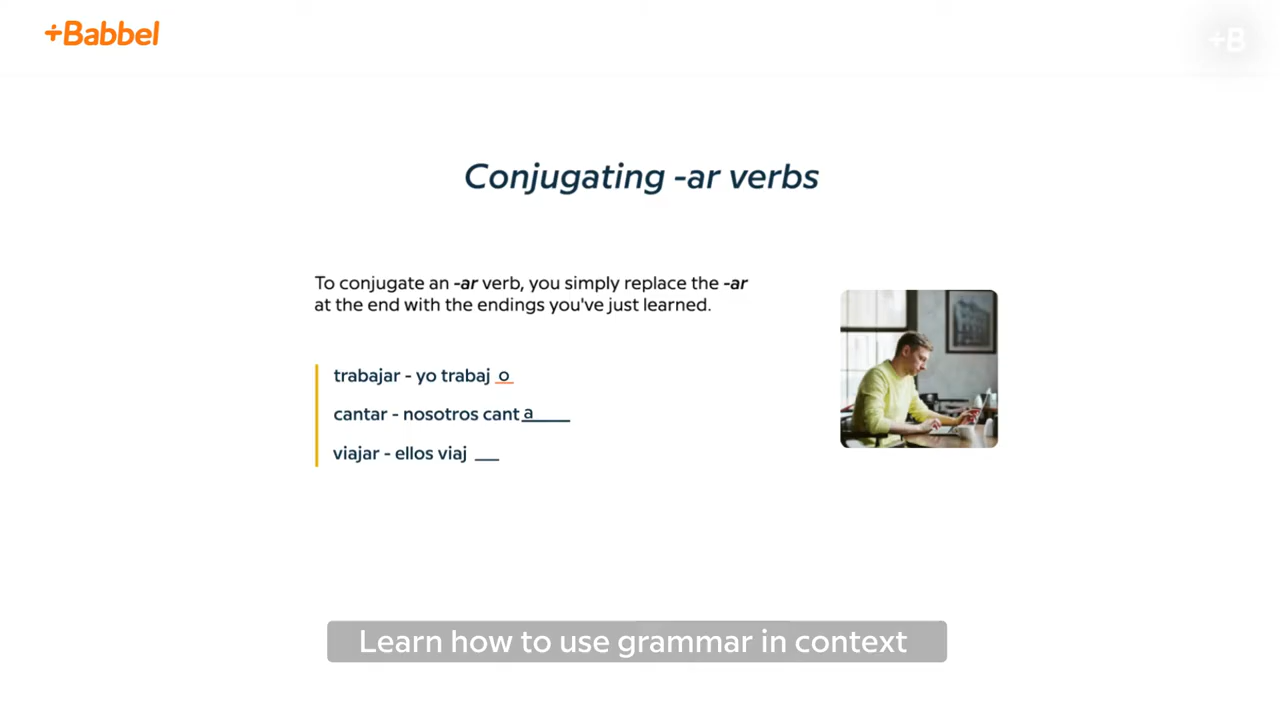 +Babbel
+B
Conjugating -ar verbs
To conjugate an -ar verb, you simply replace the -ar
at the end with the endings you've just learned.
trabajar - yo trabaj o
cantar - nosotros cant a____
viajar - ellos viaj __
Learn how to use grammar in context